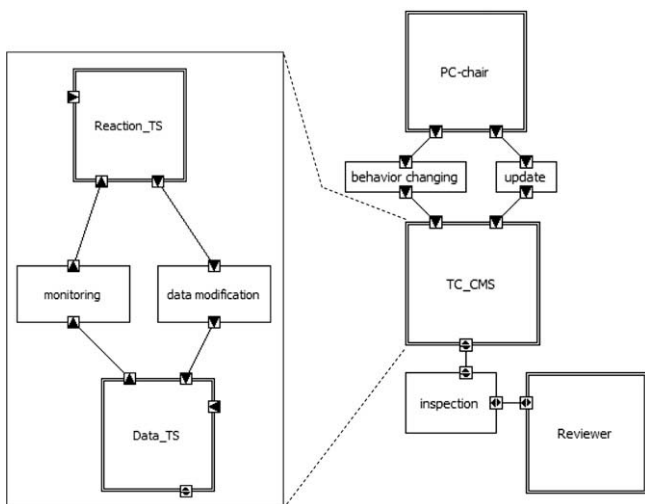 Reaction_TS
monitoring
data modification
Data_TS
PC-chair
behavior changing
update
TC_CMS
inspection
Reviewer